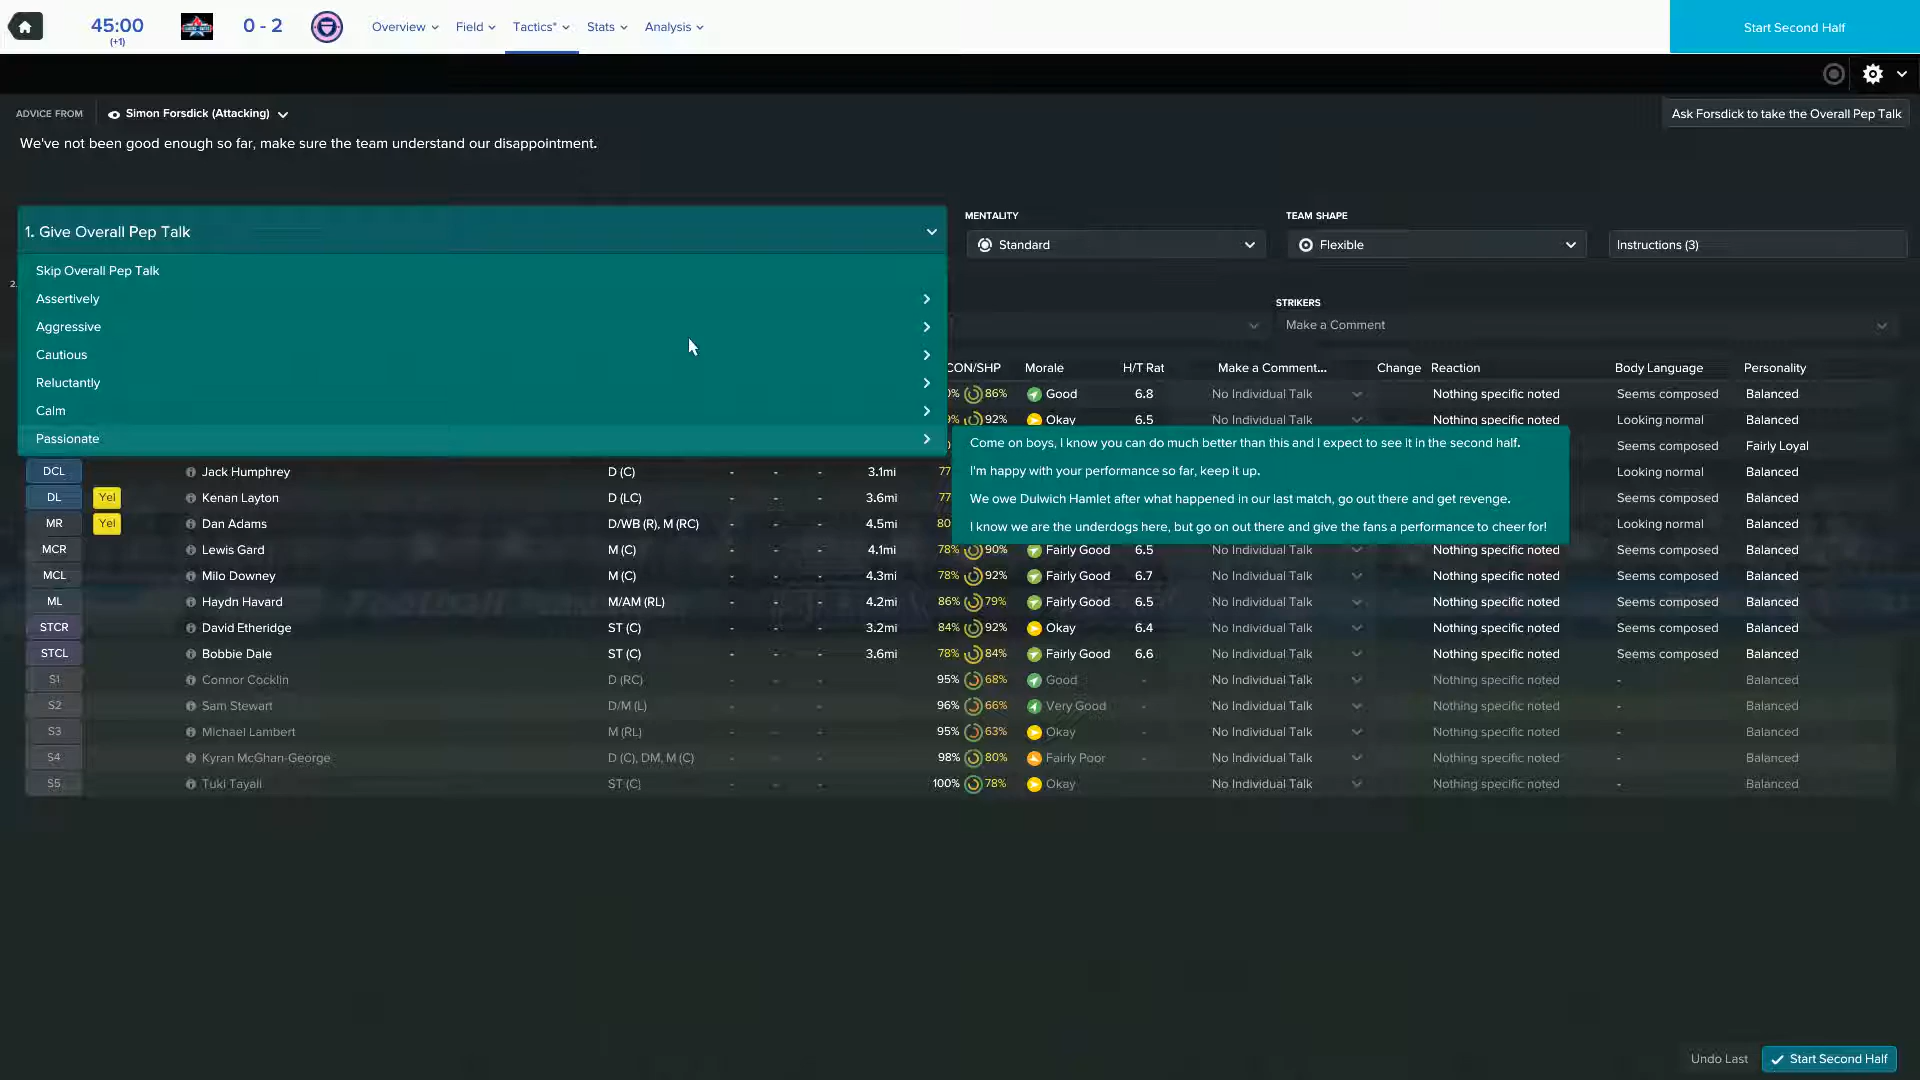 45:00
(+1)
0 - 2
Overview
Field
Tactics*
Stats
Analysis
Start Second Half
ADVICE FROM
Simon Forsdick (Attacking)
Ask Forsdick to take the Overall Pep Talk
We've not been good enough so far, make sure the team understand our disappointment.
1. Give Overall Pep Talk
MENTALITY
TEAM SHAPE
Standard
Flexible
Instructions (3)
Skip Overall Pep Talk
2.
Assertively
STRIKERS
Aggressive
Make a Comment
Cautious
CON/SHP Morale H/T Rat Make a Comment... Change Reaction Body Language Personality
Reluctantly
86% Good 6.8 No Individual Talk Nothing specific noted Seems composed Balanced
Calm
92% Okay 6.5 No Individual Talk Nothing specific noted Looking normal Balanced
Passionate
Come on boys, I know you can do much better than this and I expect to see it in the second half.
Seems composed Fairly Loyal
I'm happy with your performance so far, keep it up.
DCL Jack Humphrey D (C) - - - 3.1mi 77 Looking normal Balanced
We owe Dulwich Hamlet after what happened in our last match, go out there and get revenge.
DL Yel Kenan Layton D (LC) - - - 3.6mi 77 Seems composed Balanced
I know we are the underdogs here, but go on out there and give the fans a performance to cheer for!
MR Yel Dan Adams D/WB (R), M (RC) - - - 4.5mi 80 Looking normal Balanced
MCR Lewis Gard M (C) - - - 4.1mi 78% 90% Fairly Good 6.5 No Individual Talk Nothing specific noted Seems composed Balanced
MCL Milo Downey M (C) - - - 4.3mi 78% 92% Fairly Good 6.7 No Individual Talk Nothing specific noted Seems composed Balanced
ML Haydn Havard M/AM (RL) - - - 4.2mi 86% 79% Fairly Good 6.5 No Individual Talk Nothing specific noted Seems composed Balanced
STCR David Etheridge ST (C) - - - 3.2mi 84% 92% Okay 6.4 No Individual Talk Nothing specific noted Seems composed Balanced
STCL Bobbie Dale ST (C) - - - 3.6mi 78% 84% Fairly Good 6.6 No Individual Talk Nothing specific noted Seems composed Balanced
S1 Connor Cocklin D (RC) - - - 95% 68% Good - No Individual Talk Nothing specific noted - Balanced
S2 Sam Stewart D/M (L) - - - 96% 66% Very Good - No Individual Talk Nothing specific noted - Balanced
S3 Michael Lambert M (RL) - - - 95% 63% Okay - No Individual Talk Nothing specific noted - Balanced
S4 Kyran McGhan-George D (C), DM, M (C) - - - 98% 80% Fairly Poor - No Individual Talk Nothing specific noted - Balanced
S5 Tuki Tayali ST (C) - - - 100% 78% Okay - No Individual Talk Nothing specific noted - Balanced
Undo Last
Start Second Half